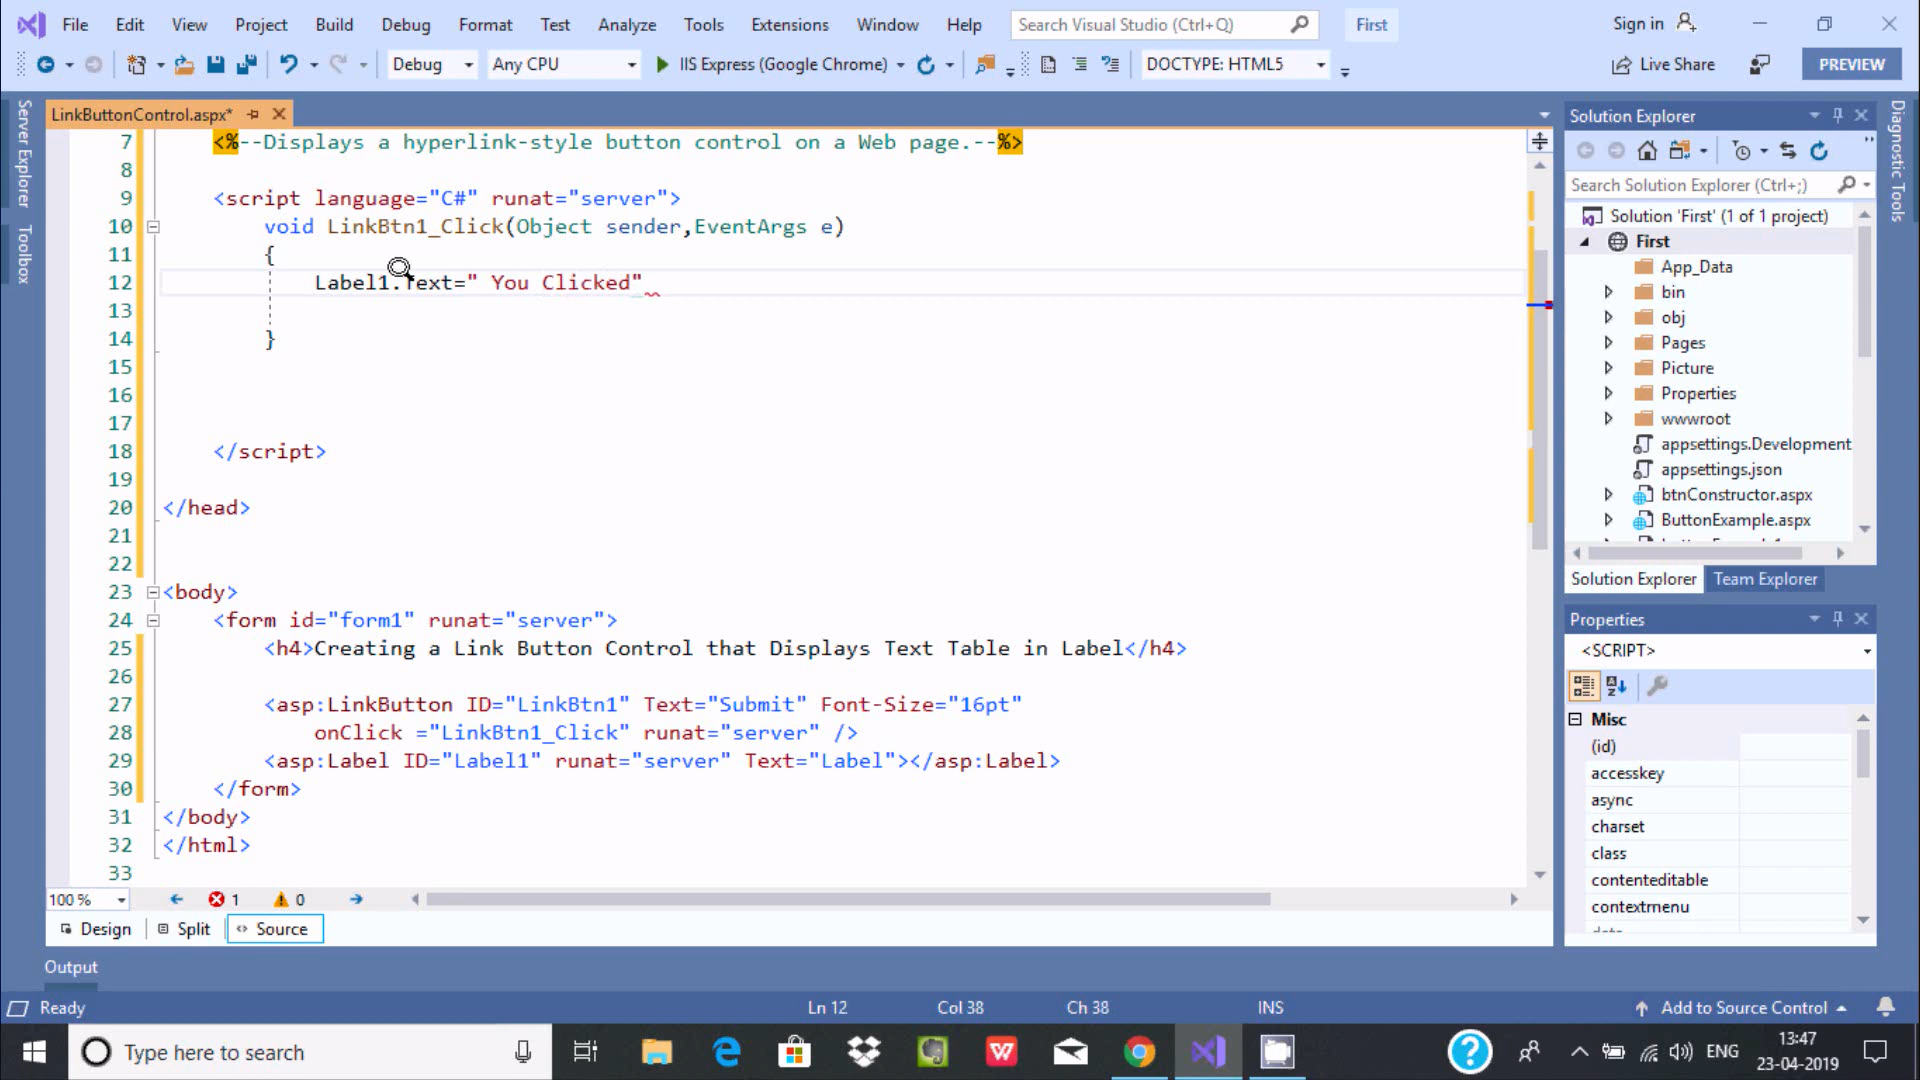 File Edit View Project Build Debug Format Test Analyze Tools Extensions Window Help Search Visual Studio (Ctrl+Q) First Sign in
Debug Any CPU IIS Express (Google Chrome) DOCTYPE: HTML5 Live Share PREVIEW
Server Explorer
Toolbox
LinkButtonControl.aspx*
7 <%--Displays a hyperlink-style button control on a Web page.--%>
8
9 <script language="C#" runat="server">
10 void LinkBtn1_Click(Object sender,EventArgs e)
11 {
12 Label1.Text=" You Clicked"
13
14 }
15
16
17
18 </script>
19
20 </head>
21
22
23 <body>
24 <form id="form1" runat="server">
25 <h4>Creating a Link Button Control that Displays Text Table in Label</h4>
26
27 <asp:LinkButton ID="LinkBtn1" Text="Submit" Font-Size="16pt"
28 onClick ="LinkBtn1_Click" runat="server" />
29 <asp:Label ID="Label1" runat="server" Text="Label"></asp:Label>
30 </form>
31 </body>
32 </html>
33
100 % 1 0
Design Split Source
Solution Explorer
Search Solution Explorer (Ctrl+;)
Solution 'First' (1 of 1 project)
First
App_Data
bin
obj
Pages
Picture
Properties
wwwroot
appsettings.Development
appsettings.json
btnConstructor.aspx
ButtonExample.aspx
Solution Explorer Team Explorer
Properties
<SCRIPT>
Misc
(id)
accesskey
async
charset
class
contenteditable
contextmenu
Diagnostic Tools
Output
Ready Ln 12 Col 38 Ch 38 INS Add to Source Control
Type here to search ENG 13:47
23-04-2019